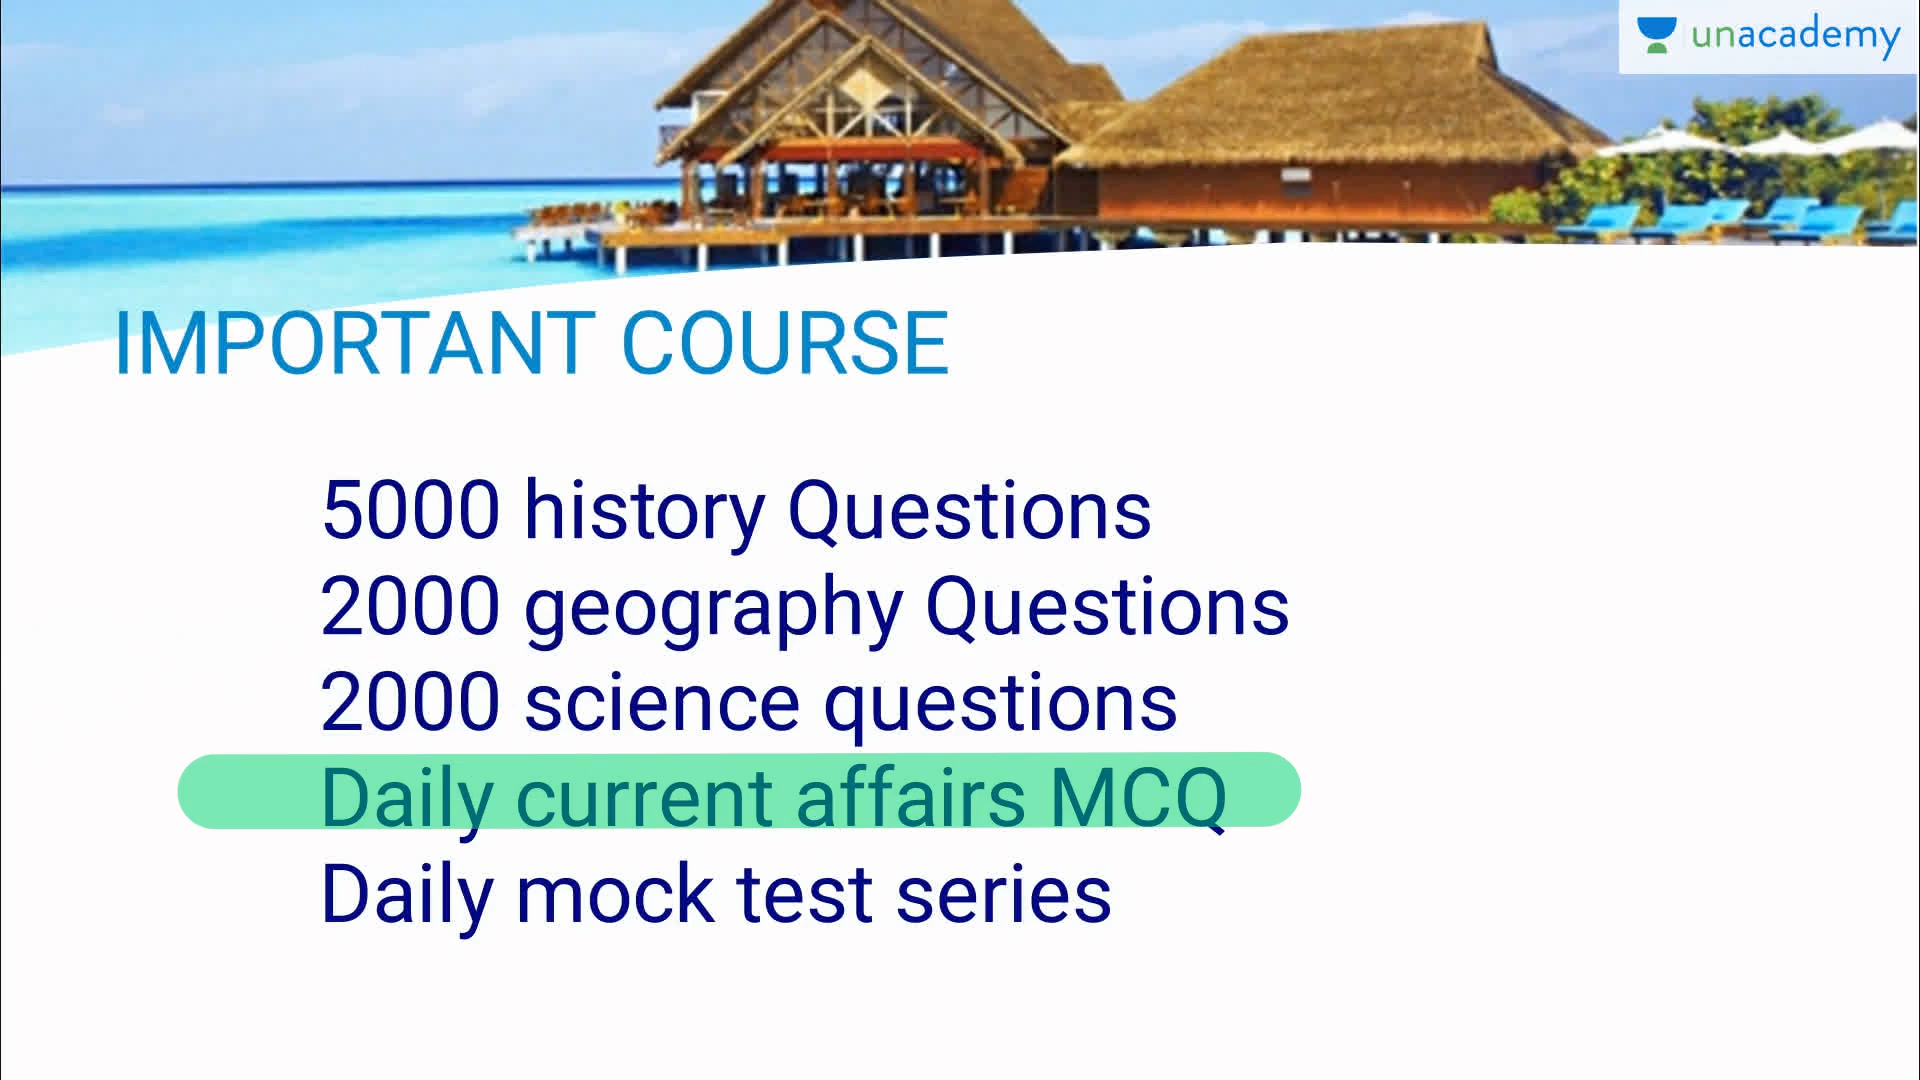 unacademy
IMPORTANT COURSE
5000 history Questions
2000 geography Questions
2000 science questions
Daily current affairs MCQ
Daily mock test series